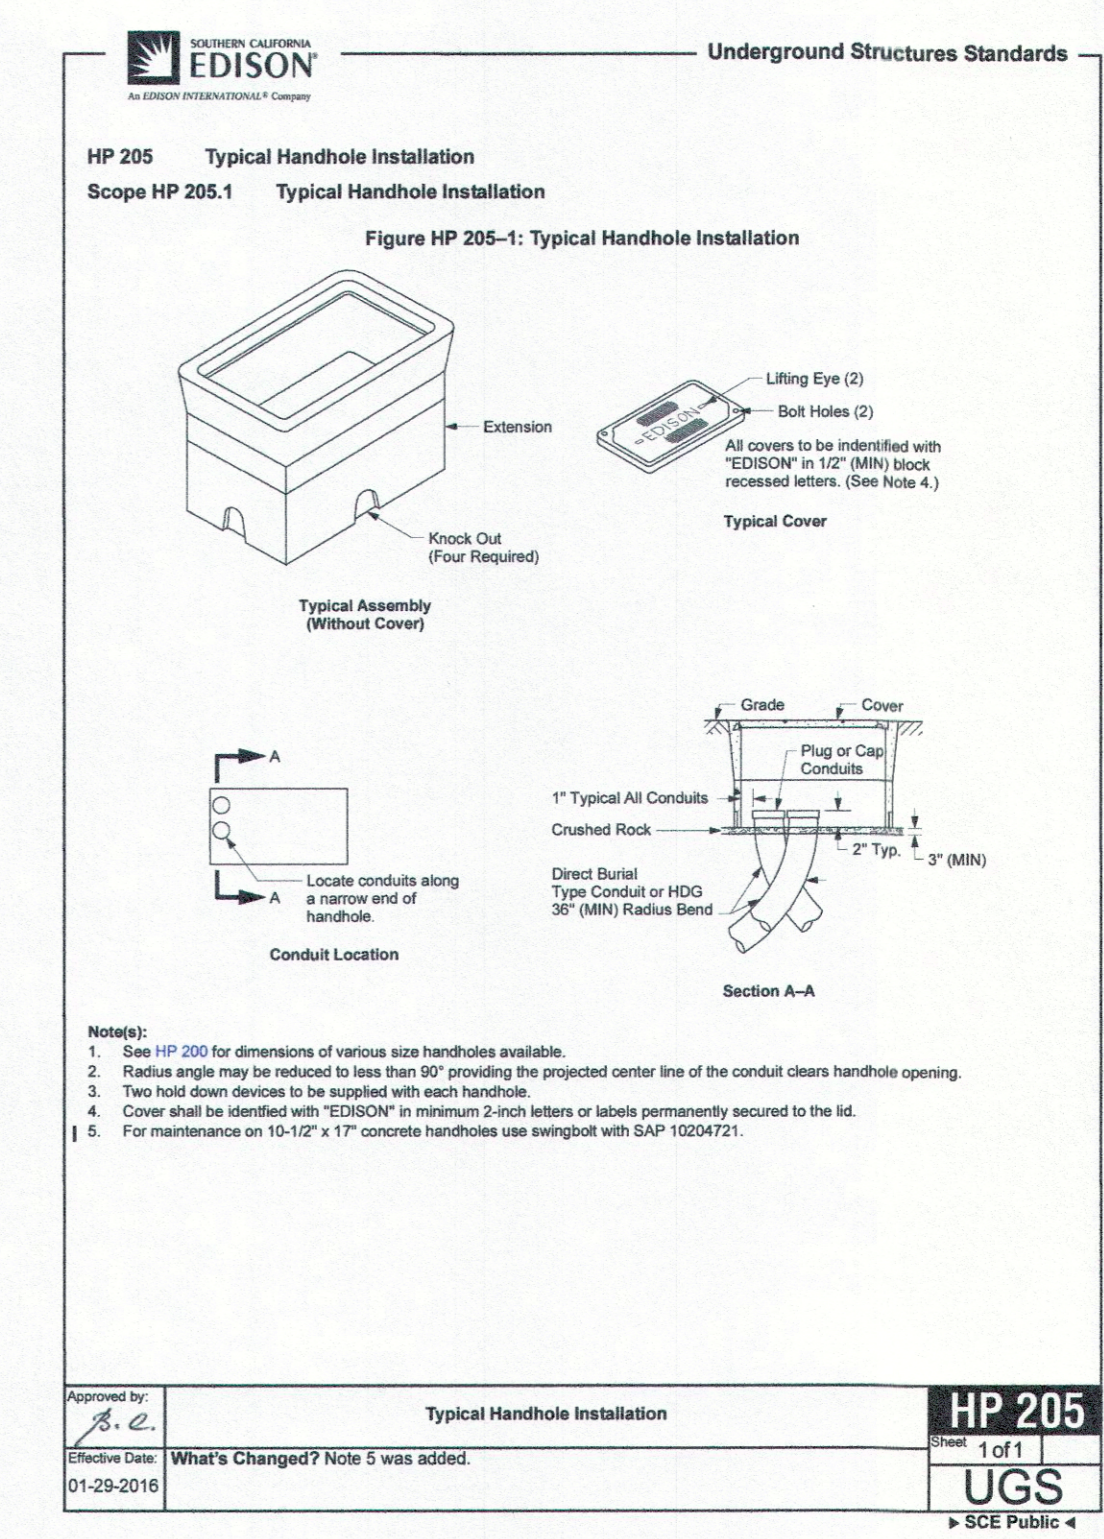 SOUTHERN CALIFORNIA
EDISON®
An EDISON INTERNATIONAL® Company
Underground Structures Standards
HP 205 Typical Handhole Installation
Scope HP 205.1 Typical Handhole Installation
Figure HP 205–1: Typical Handhole Installation
Extension
Knock Out
(Four Required)
Typical Assembly
(Without Cover)
EDISON
Lifting Eye (2)
Bolt Holes (2)
All covers to be indentified with
"EDISON" in 1/2" (MIN) block
recessed letters. (See Note 4.)
Typical Cover
A
A
Locate conduits along
a narrow end of
handhole.
Conduit Location
Grade
Cover
Plug or Cap
Conduits
1" Typical All Conduits
Crushed Rock
2" Typ.
3" (MIN)
Direct Burial
Type Conduit or HDG
36" (MIN) Radius Bend
Section A–A
Note(s):
1. See HP 200 for dimensions of various size handholes available.
2. Radius angle may be reduced to less than 90° providing the projected center line of the conduit clears handhole opening.
3. Two hold down devices to be supplied with each handhole.
4. Cover shall be identfied with "EDISON" in minimum 2-inch letters or labels permanently secured to the lid.
5. For maintenance on 10-1/2" x 17" concrete handholes use swingbolt with SAP 10204721.
Approved by:
B.C.
Typical Handhole Installation
HP 205
Effective Date:
01-29-2016
What's Changed? Note 5 was added.
Sheet 1 of 1
UGS
► SCE Public ◄